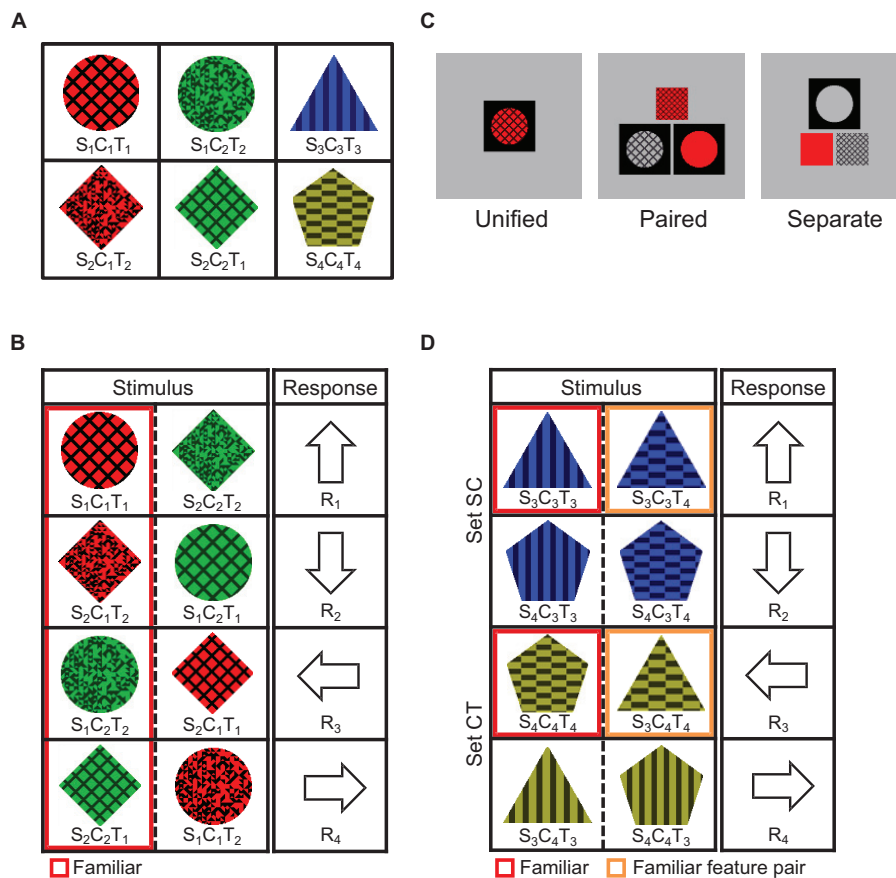 A
S₁C₁T₁ S₁C₂T₂ S₃C₃T₃
S₂C₁T₂ S₂C₂T₁ S₄C₄T₄
C
Unified Paired Separate
B
Stimulus Response
S₁C₁T₁ S₂C₂T₂ R₁
S₂C₁T₂ S₁C₂T₁ R₂
S₁C₂T₂ S₂C₁T₁ R₃
S₂C₂T₁ S₁C₁T₂ R₄
Familiar
D
Stimulus Response
Set SC
S₃C₃T₃ S₃C₃T₄ R₁
S₄C₃T₃ S₄C₃T₄ R₂
Set CT
S₄C₄T₄ S₃C₄T₄ R₃
S₃C₄T₃ S₄C₄T₃ R₄
Familiar Familiar feature pair